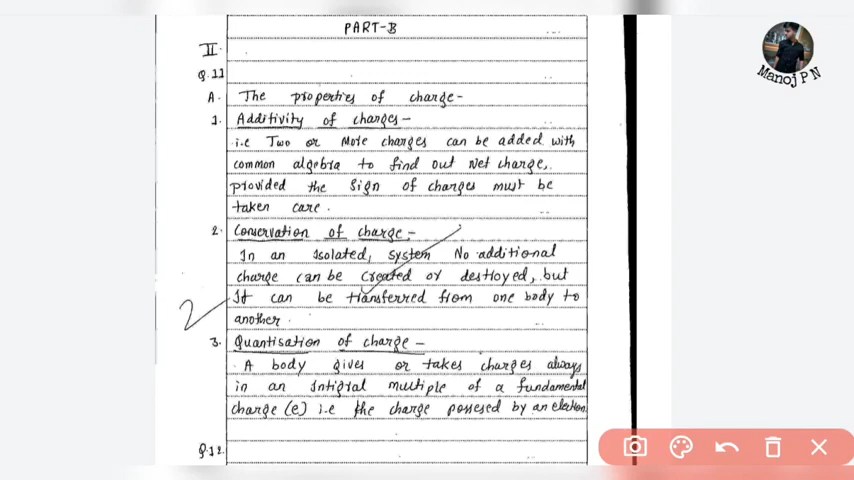 PART-B
II.
Q.11
A. The properties of charge-
1. Additivity of charges-
i.e Two or More charges can be added with
common algebra to find out Net charge,
provided the Sign of charges must be
taken care.
2. Conservation of charge-
In an Isolated, system No additional
charge can be created or destroyed, but
It can be transferred from one body to
another.
2
3. Quantisation of charge-
A body gives or takes charges always
in an Intigral multiple of a fundamental
charge (e) i.e the charge possesed by an election.
Q.12.
Manoj P N